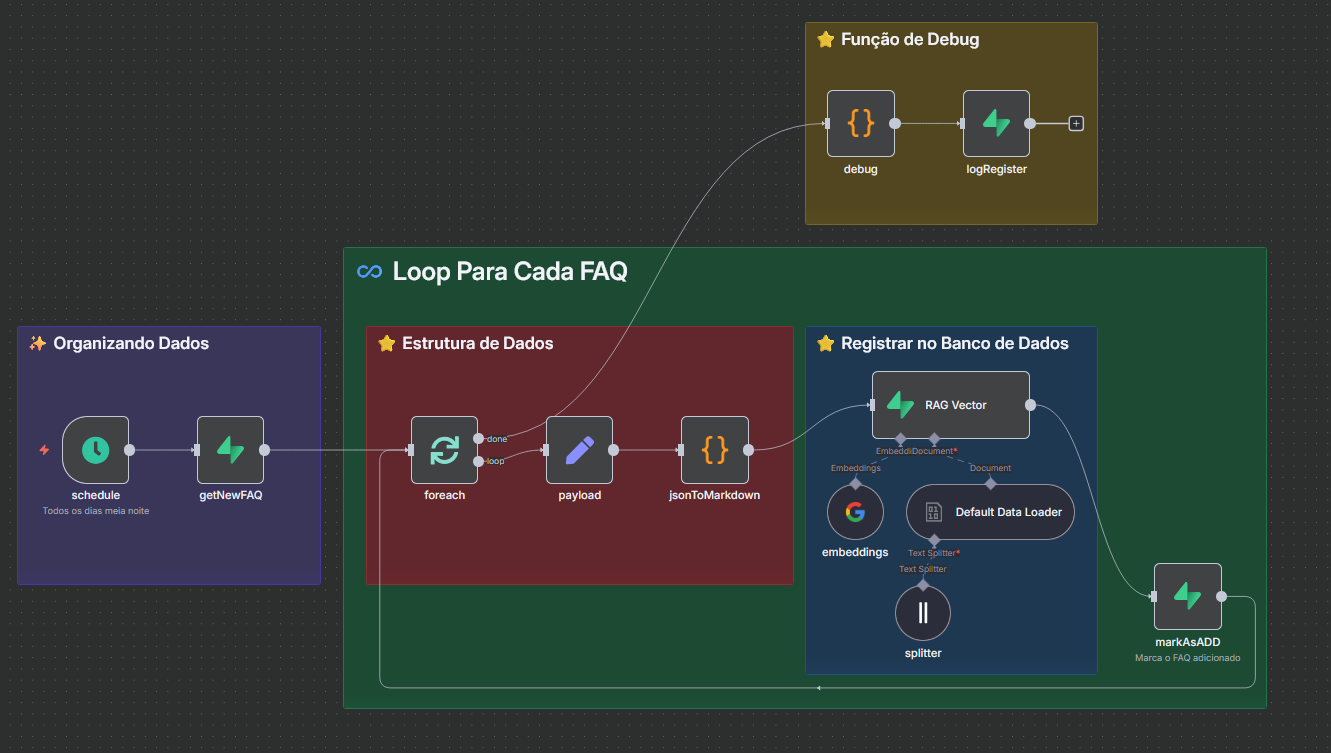 Função de Debug
debug
logRegister
Loop Para Cada FAQ
Organizando Dados
schedule
Todos os dias meia noite
getNewFAQ
Estrutura de Dados
done
loop
foreach
payload
jsonToMarkdown
Registrar no Banco de Dados
RAG Vector
EmbeddiDocument*
Embeddings
Document
embeddings
Default Data Loader
Text Splitter*
Text Splitter
splitter
markAsADD
Marca o FAQ adicionado